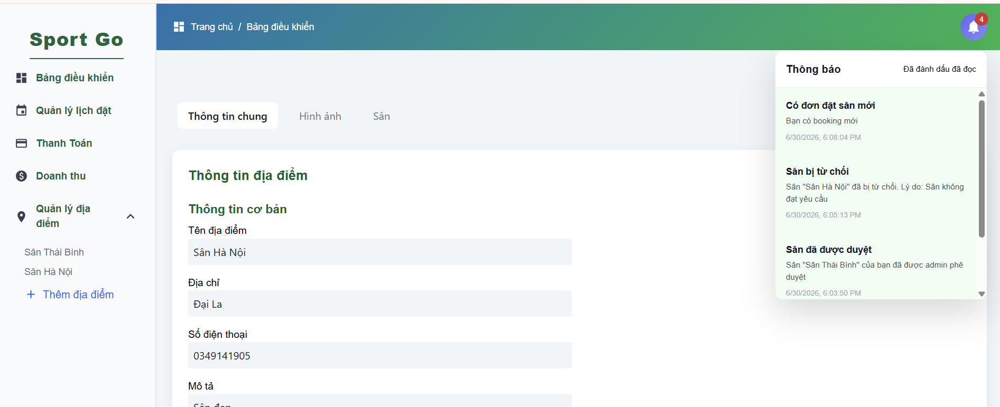 Sport Go
Bảng điều khiển
Quản lý lịch đặt
Thanh Toán
Doanh thu
Quản lý địa
điểm
Sân Thái Bình
Sân Hà Nội
+ Thêm địa điểm
Trang chủ / Bảng điều khiển
4
Thông tin chung
Hình ảnh
Sân
Thông tin địa điểm
Thông tin cơ bản
Tên địa điểm
Sân Hà Nội
Địa chỉ
Đại La
Số điện thoại
0349141905
Mô tả
Sân đẹp
Thông báo
Đã đánh dấu đã đọc
Có đơn đặt sân mới
Bạn có booking mới
6/30/2026, 6:08:04 PM
Sân bị từ chối
Sân "Sân Hà Nội" đã bị từ chối. Lý do: Sân không
đạt yêu cầu
6/30/2026, 6:05:13 PM
Sân đã được duyệt
Sân "Sân Thái Bình" của bạn đã được admin phê
duyệt
6/30/2026, 6:03:50 PM